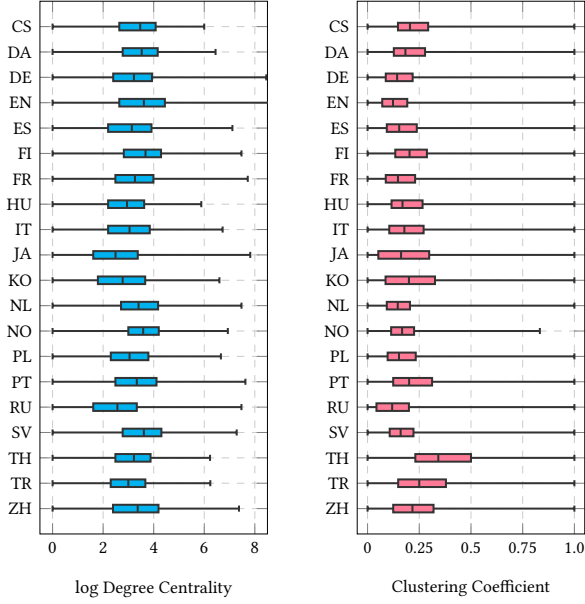 CS
DA
DE
EN
ES
FI
FR
HU
IT
JA
KO
NL
NO
PL
PT
RU
SV
TH
TR
ZH
0 2 4 6 8
log Degree Centrality
CS
DA
DE
EN
ES
FI
FR
HU
IT
JA
KO
NL
NO
PL
PT
RU
SV
TH
TR
ZH
0 0.25 0.5 0.75 1.0
Clustering Coefficient